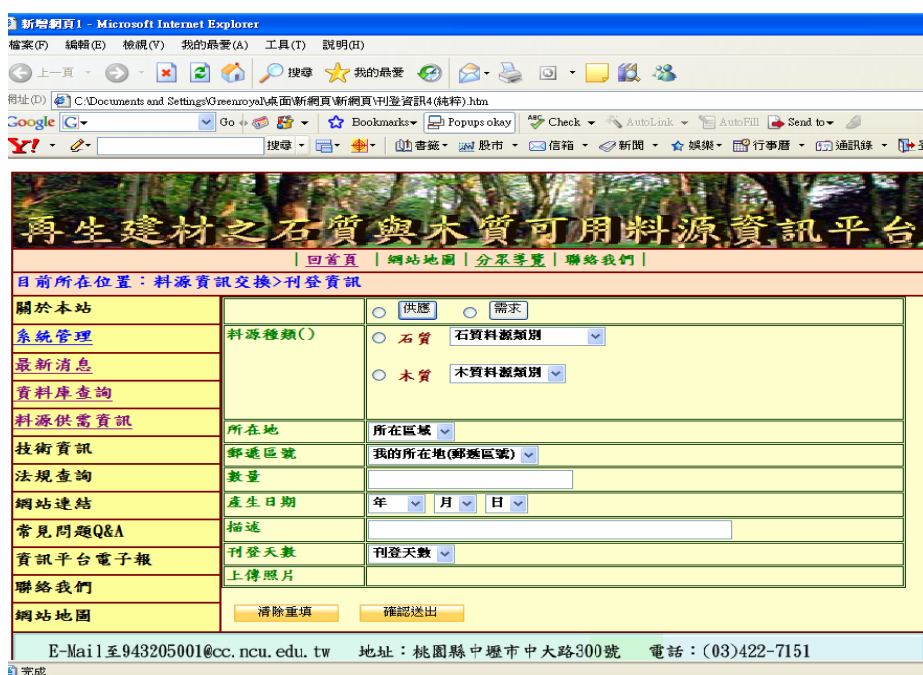 新增網頁1 - Microsoft Internet Explorer
檔案(F) 編輯(E) 檢視(V) 我的最愛(A) 工具(T) 說明(H)
上一頁 搜尋 我的最愛
網址(D) C:\Documents and Settings\Greenroyal\桌面\新網頁\新網頁\刊登資訊4(純粹).htm
Google G Go Bookmarks Popups okay Check AutoLink AutoFill Send to
Y! 搜尋 書籤 股市 信箱 新聞 娛樂 行事曆 通訊錄
再生建材之石質與木質可用料源資訊平台
| 回首頁 | 網站地圖 | 分眾導覽 | 聯絡我們 |
目前所在位置：料源資訊交換>刊登資訊
關於本站
系統管理
最新消息
資料庫查詢
料源供需資訊
技術資訊
法規查詢
網站連結
常見問題Q&A
資訊平台電子報
聯絡我們
網站地圖
供應 需求
料源種類() 石質 石質料源類別
木質 木質料源類別
所在地 所在區域
郵遞區號 我的所在地(郵遞區號)
數量
產生日期 年 月 日
描述
刊登天數 刊登天數
上傳照片
清除重填 確認送出
E-Mail至943205001@cc.ncu.edu.tw 地址：桃園縣中壢市中大路300號 電話：(03)422-7151
完成